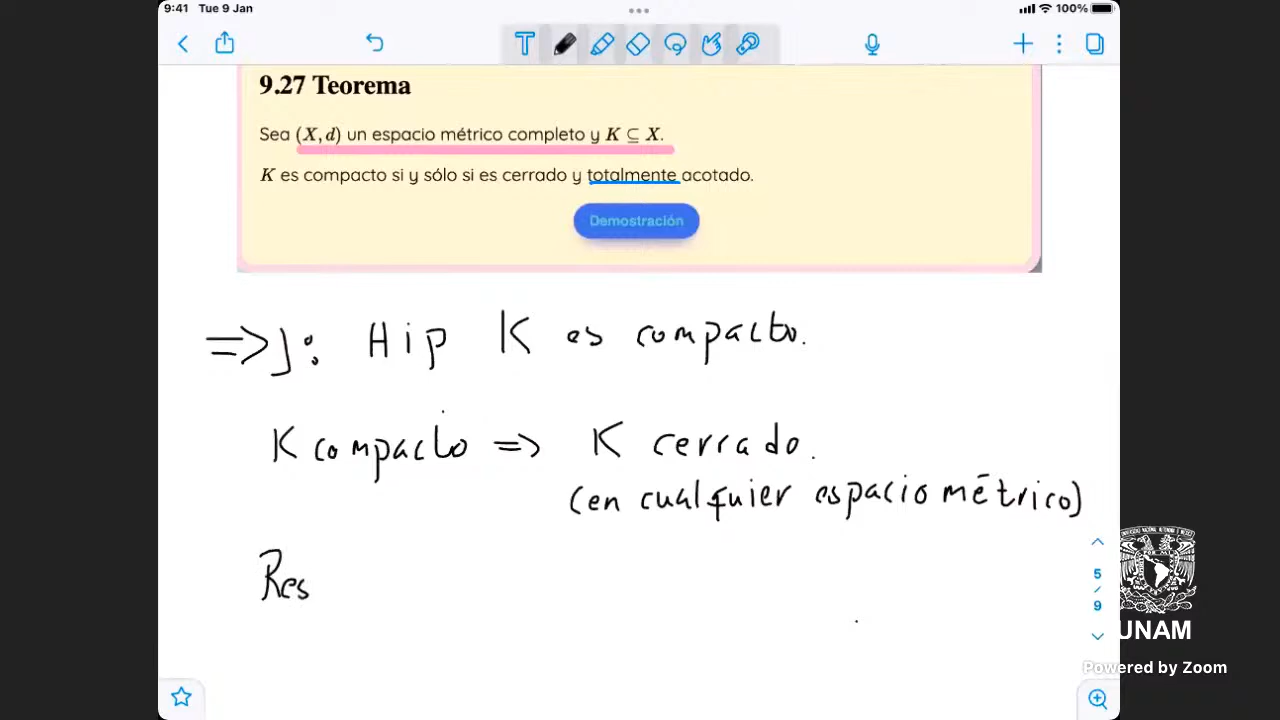 9:41 Tue 9 Jan
100%
T
9.27 Teorema
Sea (X, d) un espacio métrico completo y K ⊆ X.
K es compacto si y sólo si es cerrado y totalmente acotado.
Demostración
=>]: Hip K es compacto.
K compacto => K cerrado.
(en cualquier espacio métrico)
Res
5
/
9
UNAM
Powered by Zoom